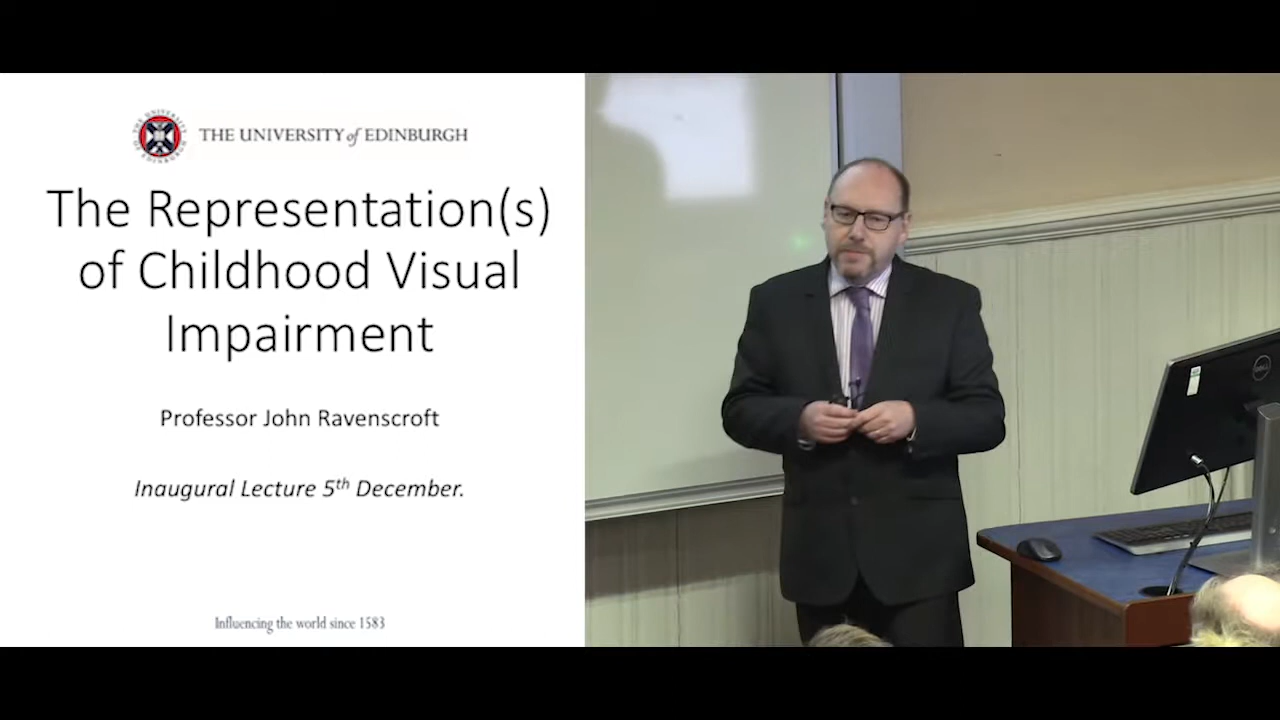 THE UNIVERSITY of EDINBURGH
The Representation(s)
of Childhood Visual
Impairment
Professor John Ravenscroft
Inaugural Lecture 5th December.
Influencing the world since 1583
DELL